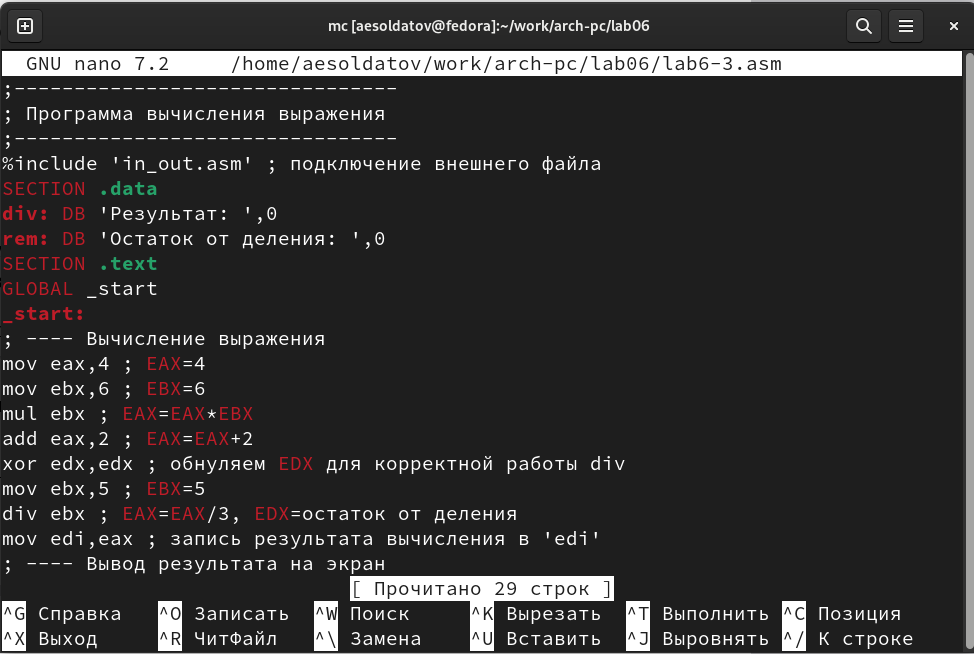 mc [aesoldatov@fedora]:~/work/arch-pc/lab06
GNU nano 7.2 /home/aesoldatov/work/arch-pc/lab06/lab6-3.asm
;--------------------------------
; Программа вычисления выражения
;--------------------------------
%include 'in_out.asm' ; подключение внешнего файла
SECTION .data
div: DB 'Результат: ',0
rem: DB 'Остаток от деления: ',0
SECTION .text
GLOBAL _start
_start:
; ---- Вычисление выражения
mov eax,4 ; EAX=4
mov ebx,6 ; EBX=6
mul ebx ; EAX=EAX*EBX
add eax,2 ; EAX=EAX+2
xor edx,edx ; обнуляем EDX для корректной работы div
mov ebx,5 ; EBX=5
div ebx ; EAX=EAX/3, EDX=остаток от деления
mov edi,eax ; запись результата вычисления в 'edi'
; ---- Вывод результата на экран
[ Прочитано 29 строк ]
^G Справка ^O Записать ^W Поиск ^K Вырезать ^T Выполнить ^C Позиция
^X Выход ^R ЧитФайл ^\ Замена ^U Вставить ^J Выровнять ^/ К строке